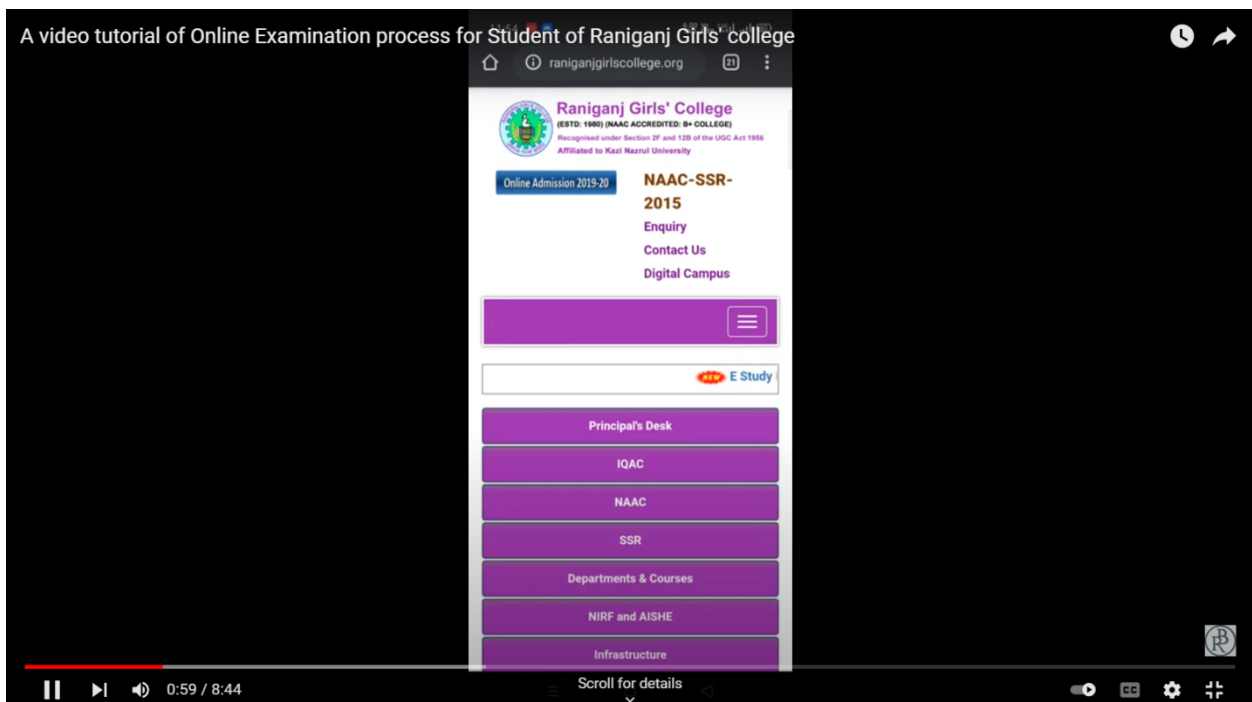 A video tutorial of Online Examination process for Student of Raniganj Girls' college
raniganjgirlscollege.org
21
Raniganj Girls' College
(ESTD: 1980) (NAAC ACCREDITED: B+ COLLEGE)
Recognised under Section 2F and 12B of the UGC Act 1956
Affiliated to Kazi Nazrul University
Online Admission 2019-20
NAAC-SSR-
2015
Enquiry
Contact Us
Digital Campus
NEW E Study
Principal's Desk
IQAC
NAAC
SSR
Departments & Courses
NIRF and AISHE
Infrastructure
0:59 / 8:44
Scroll for details
CC